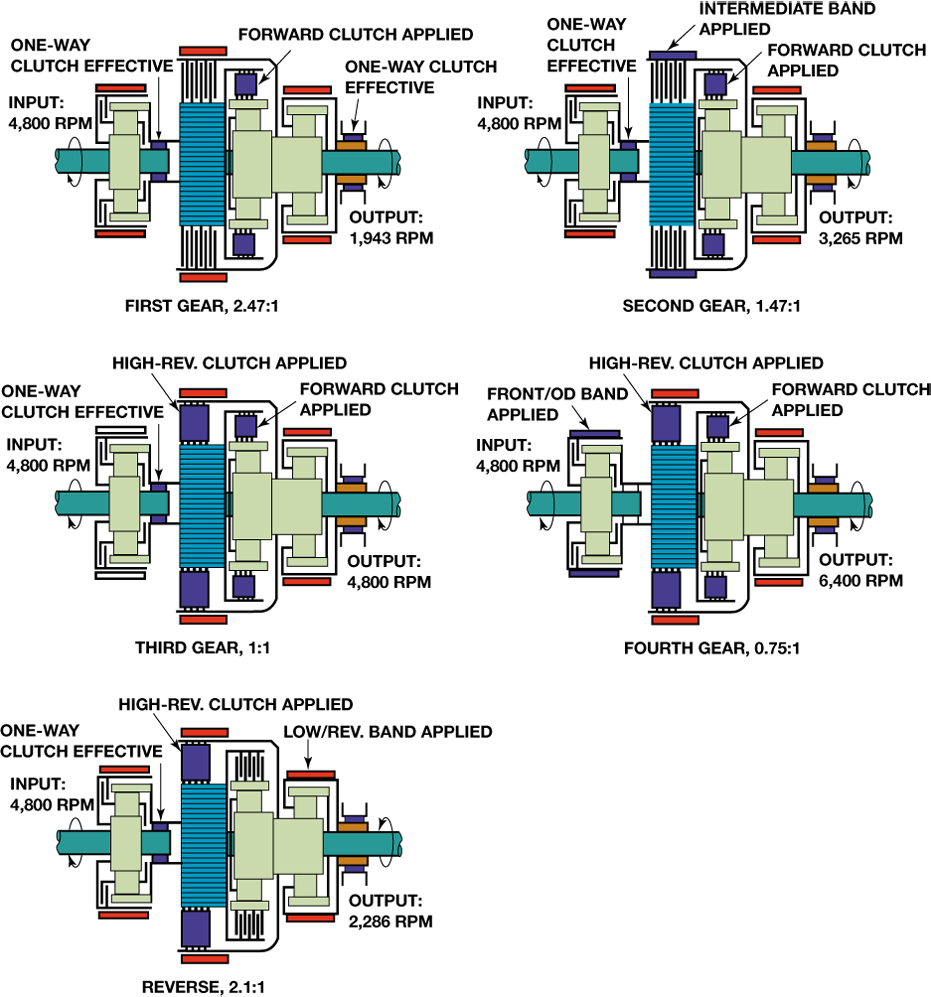 ONE-WAY
CLUTCH EFFECTIVE
FORWARD CLUTCH APPLIED
ONE-WAY CLUTCH
EFFECTIVE
INPUT:
4,800 RPM
OUTPUT:
1,943 RPM
FIRST GEAR, 2.47:1
INTERMEDIATE BAND
APPLIED
ONE-WAY
CLUTCH
EFFECTIVE
FORWARD CLUTCH
APPLIED
INPUT:
4,800 RPM
OUTPUT:
3,265 RPM
SECOND GEAR, 1.47:1
HIGH-REV. CLUTCH APPLIED
ONE-WAY
CLUTCH EFFECTIVE
FORWARD CLUTCH
APPLIED
INPUT:
4,800 RPM
OUTPUT:
4,800 RPM
THIRD GEAR, 1:1
HIGH-REV. CLUTCH APPLIED
FRONT/OD BAND
APPLIED
FORWARD CLUTCH
APPLIED
INPUT:
4,800 RPM
OUTPUT:
6,400 RPM
FOURTH GEAR, 0.75:1
HIGH-REV. CLUTCH APPLIED
ONE-WAY
CLUTCH EFFECTIVE
LOW/REV. BAND APPLIED
INPUT:
4,800 RPM
OUTPUT:
2,286 RPM
REVERSE, 2.1:1